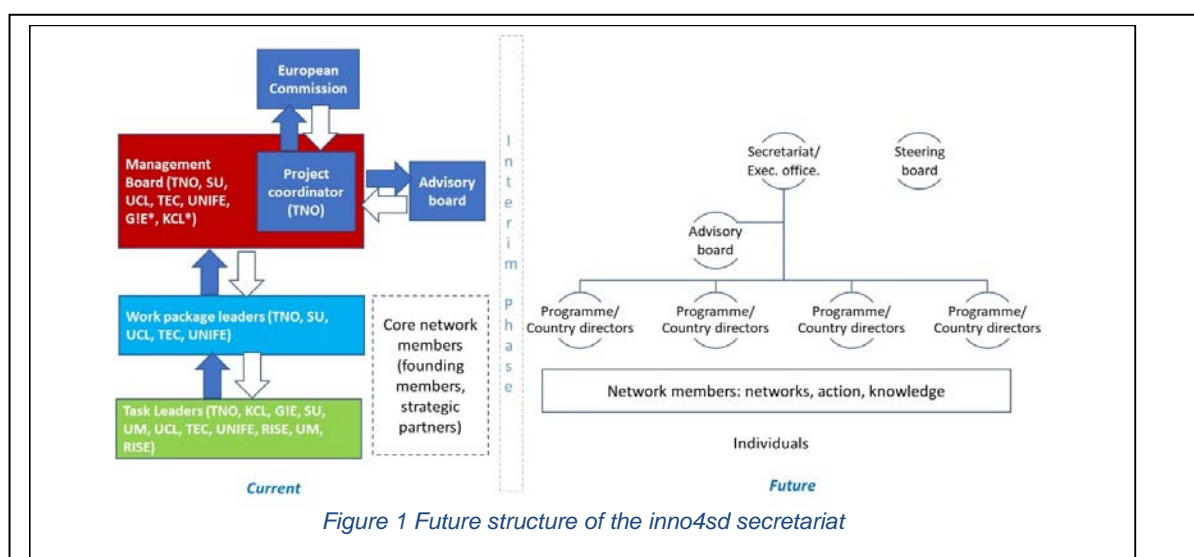 European
Commission
Management
Board (TNO, SU,
UCL, TEC, UNIFE,
G!E*, KCL*)
Project
coordinator
(TNO)
Advisory
board
Work package leaders (TNO, SU,
UCL, TEC, UNIFE)
Task Leaders (TNO, KCL, G!E, SU,
UM, UCL, TEC, UNIFE, RISE, UM,
RISE)
Core network
members
(founding
members,
strategic
partners)
Current
Interim Phase
Secretariat/
Exec. office.
Steering
board
Advisory
board
Programme/
Country directors
Programme/
Country directors
Programme/
Country directors
Programme/
Country directors
Network members: networks, action, knowledge
Individuals
Future
Figure 1 Future structure of the inno4sd secretariat